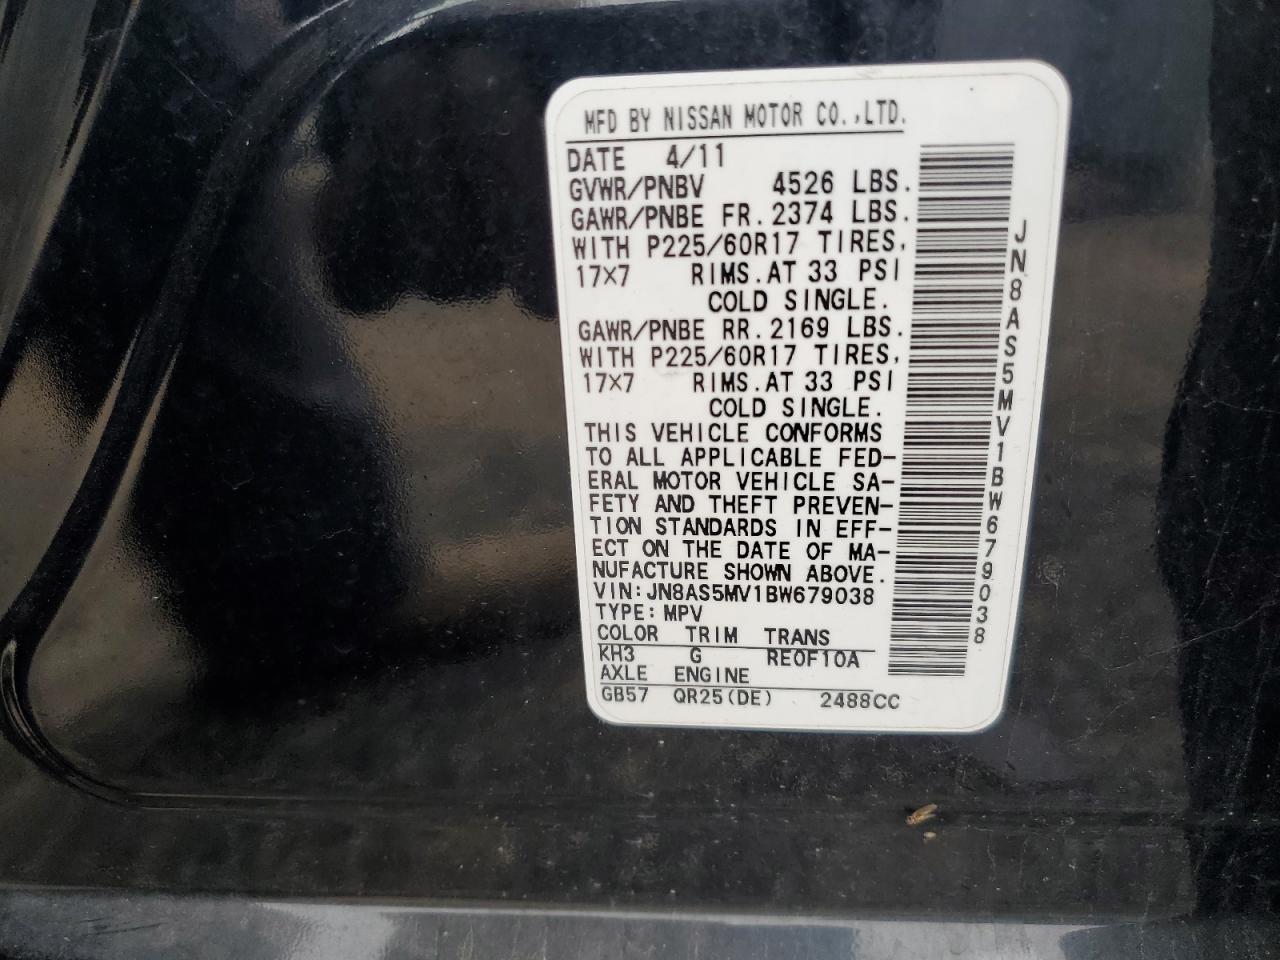 MFD BY NISSAN MOTOR CO.,LTD.
DATE 4/11
GVWR/PNBV 4526 LBS.
GAWR/PNBE FR. 2374 LBS.
WITH P225/60R17 TIRES,
17×7 RIMS. AT 33 PSI
COLD SINGLE.
GAWR/PNBE RR. 2169 LBS.
WITH P225/60R17 TIRES,
17×7 RIMS. AT 33 PSI
COLD SINGLE.
THIS VEHICLE CONFORMS
TO ALL APPLICABLE FED-
ERAL MOTOR VEHICLE SA-
FETY AND THEFT PREVEN-
TION STANDARDS IN EFF-
ECT ON THE DATE OF MA-
NUFACTURE SHOWN ABOVE.
VIN: JN8AS5MV1BW679038
TYPE: MPV
COLOR TRIM TRANS
KH3 G RE0F10A
AXLE ENGINE
GB57 QR25(DE) 2488CC
JN8AS5MV1BW679038